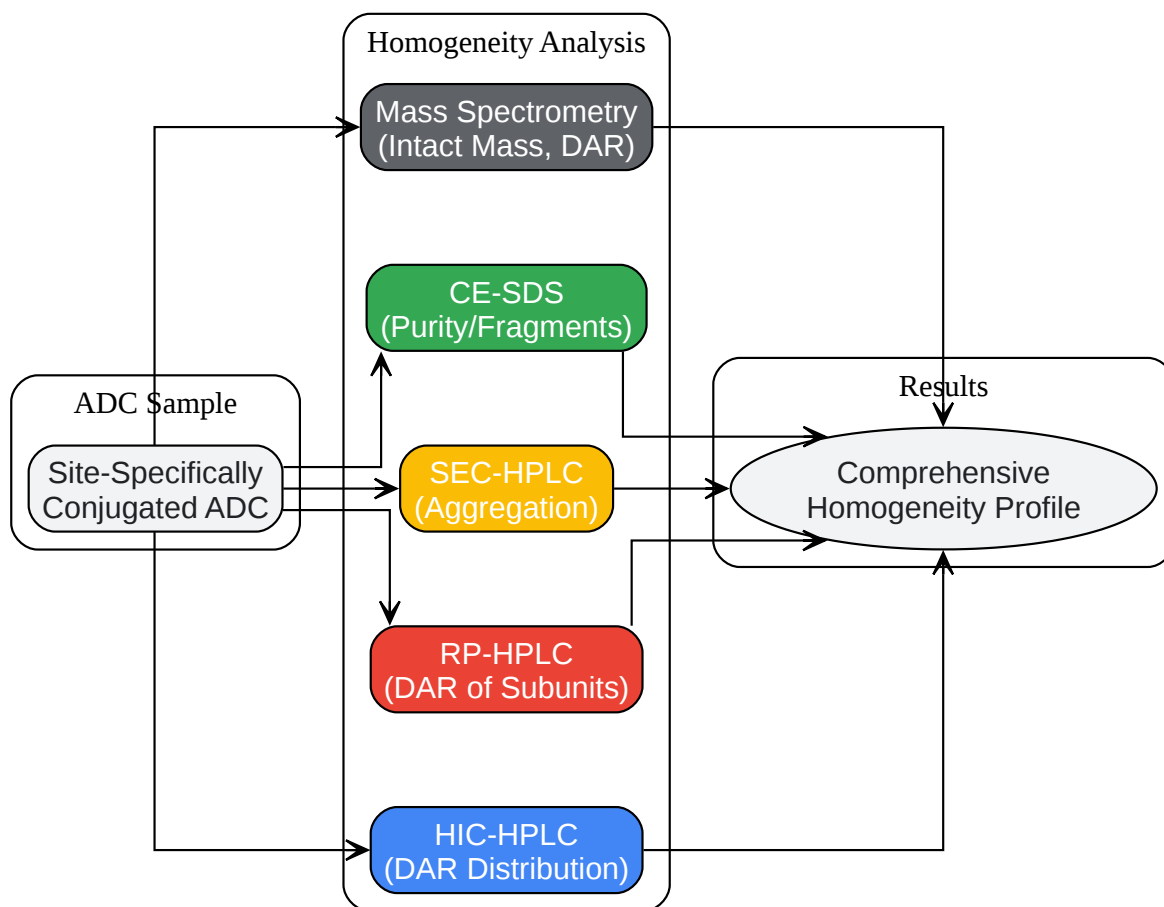 Homogeneity Analysis
Mass Spectrometry
(Intact Mass, DAR)
CE-SDS
(Purity/Fragments)
ADC Sample
Site-Specifically
Conjugated ADC
SEC-HPLC
(Aggregation)
Results
Comprehensive
Homogeneity Profile
RP-HPLC
(DAR of Subunits)
HIC-HPLC
(DAR Distribution)